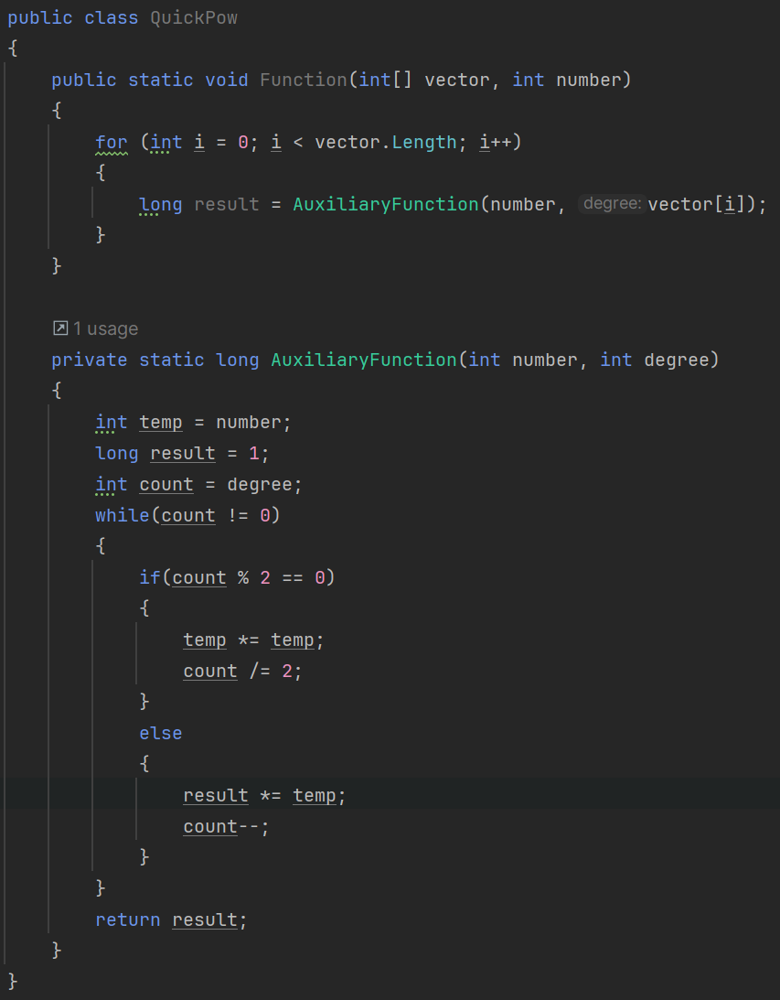 public class QuickPow
{
    public static void Function(int[] vector, int number)
    {
        for (int i = 0; i < vector.Length; i++)
        {
            long result = AuxiliaryFunction(number, degree: vector[i]);
        }
    }

    1 usage
    private static long AuxiliaryFunction(int number, int degree)
    {
        int temp = number;
        long result = 1;
        int count = degree;
        while(count != 0)
        {
            if(count % 2 == 0)
            {
                temp *= temp;
                count /= 2;
            }
            else
            {
                result *= temp;
                count--;
            }
        }
        return result;
    }
}